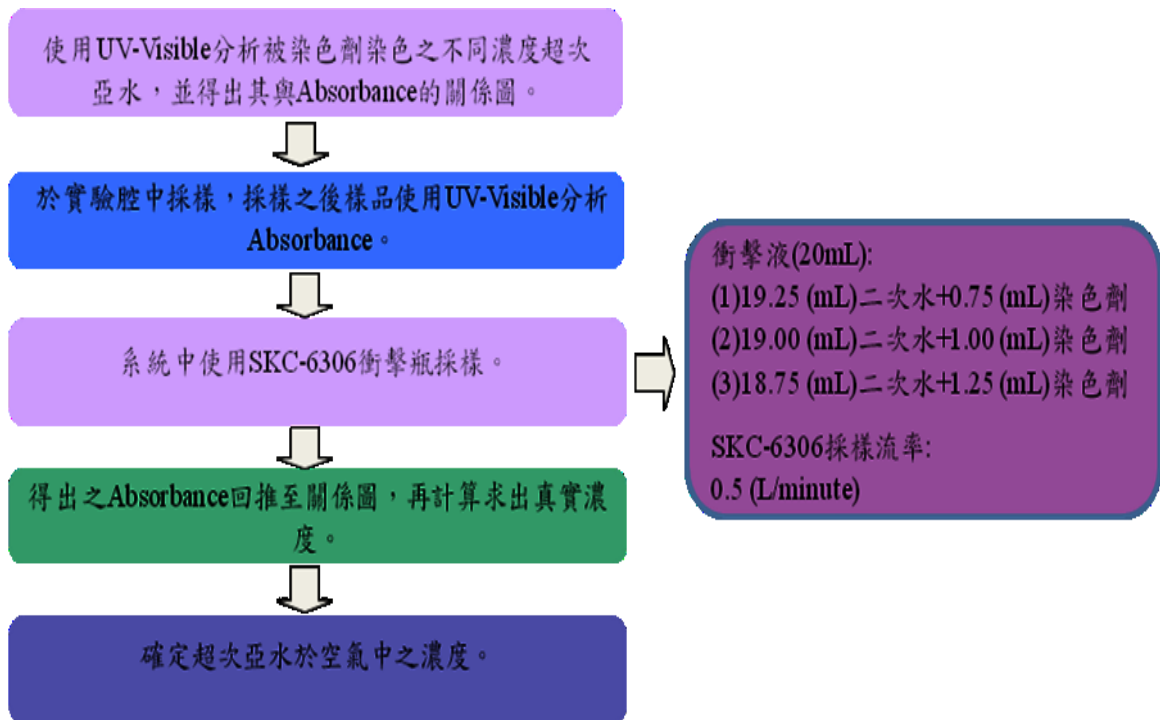 使用UV-Visible分析被染色劑染色之不同濃度超次
亞水，並得出其與Absorbance的關係圖。
於實驗腔中採樣，採樣之後樣品使用UV-Visible分析
Absorbance。
系統中使用SKC-6306衝擊瓶採樣。
得出之Absorbance回推至關係圖，再計算求出真實濃
度。
確定超次亞水於空氣中之濃度。
衝擊液(20mL):
(1)19.25 (mL)二次水+0.75 (mL)染色劑
(2)19.00 (mL)二次水+1.00 (mL)染色劑
(3)18.75 (mL)二次水+1.25 (mL)染色劑
SKC-6306採樣流率:
0.5 (L/minute)